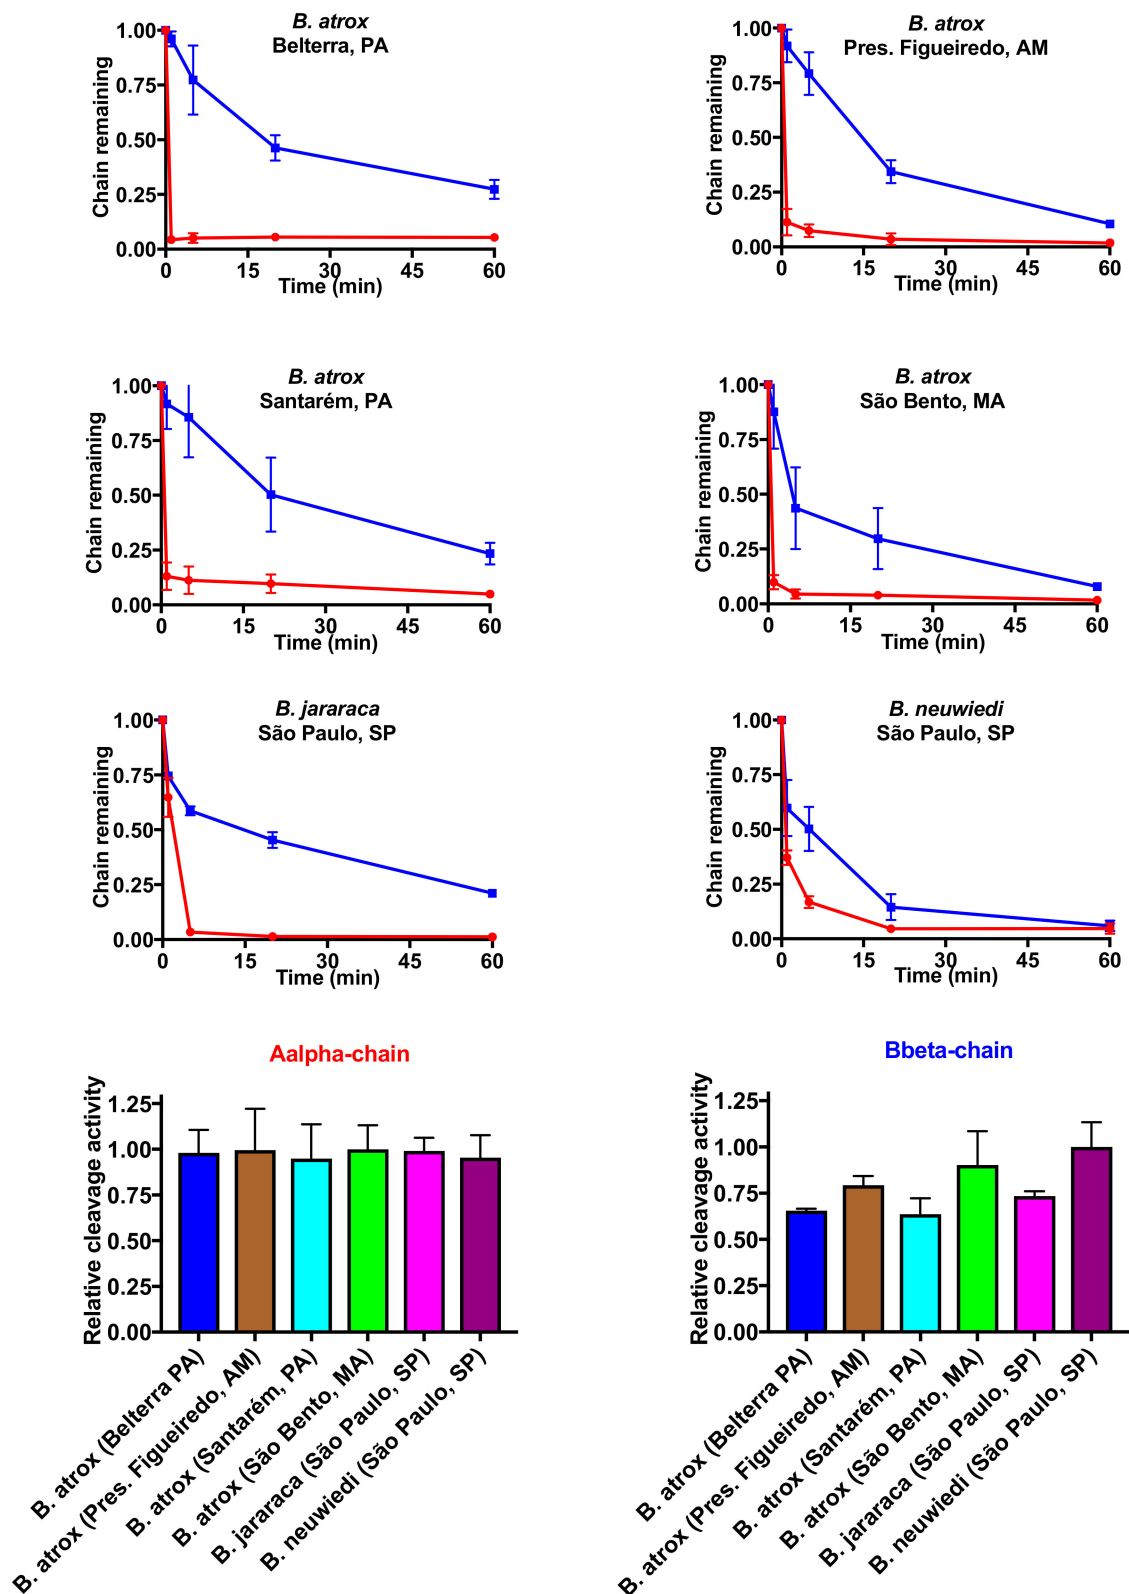 B. atrox
Belterra, PA
Chain remaining
1.00
0.75
0.50
0.25
0.00
0 15 30 45 60
Time (min)
B. atrox
Pres. Figueiredo, AM
Chain remaining
1.00
0.75
0.50
0.25
0.00
0 15 30 45 60
Time (min)
B. atrox
Santarém, PA
Chain remaining
1.00
0.75
0.50
0.25
0.00
0 15 30 45 60
Time (min)
B. atrox
São Bento, MA
Chain remaining
1.00
0.75
0.50
0.25
0.00
0 15 30 45 60
Time (min)
B. jararaca
São Paulo, SP
Chain remaining
1.00
0.75
0.50
0.25
0.00
0 15 30 45 60
Time (min)
B. neuwiedi
São Paulo, SP
Chain remaining
1.00
0.75
0.50
0.25
0.00
0 15 30 45 60
Time (min)
Aalpha-chain
Relative cleavage activity
1.25
1.00
0.75
0.50
0.25
0.00
B. atrox (Belterra PA)
B. atrox (Pres. Figueiredo, AM)
B. atrox (Santarém, PA)
B. atrox (São Bento, MA)
B. jararaca (São Paulo, SP)
B. neuwiedi (São Paulo, SP)
Bbeta-chain
Relative cleavage activity
1.25
1.00
0.75
0.50
0.25
0.00
B. atrox (Belterra PA)
B. atrox (Pres. Figueiredo, AM)
B. atrox (Santarém, PA)
B. atrox (São Bento, MA)
B. jararaca (São Paulo, SP)
B. neuwiedi (São Paulo, SP)